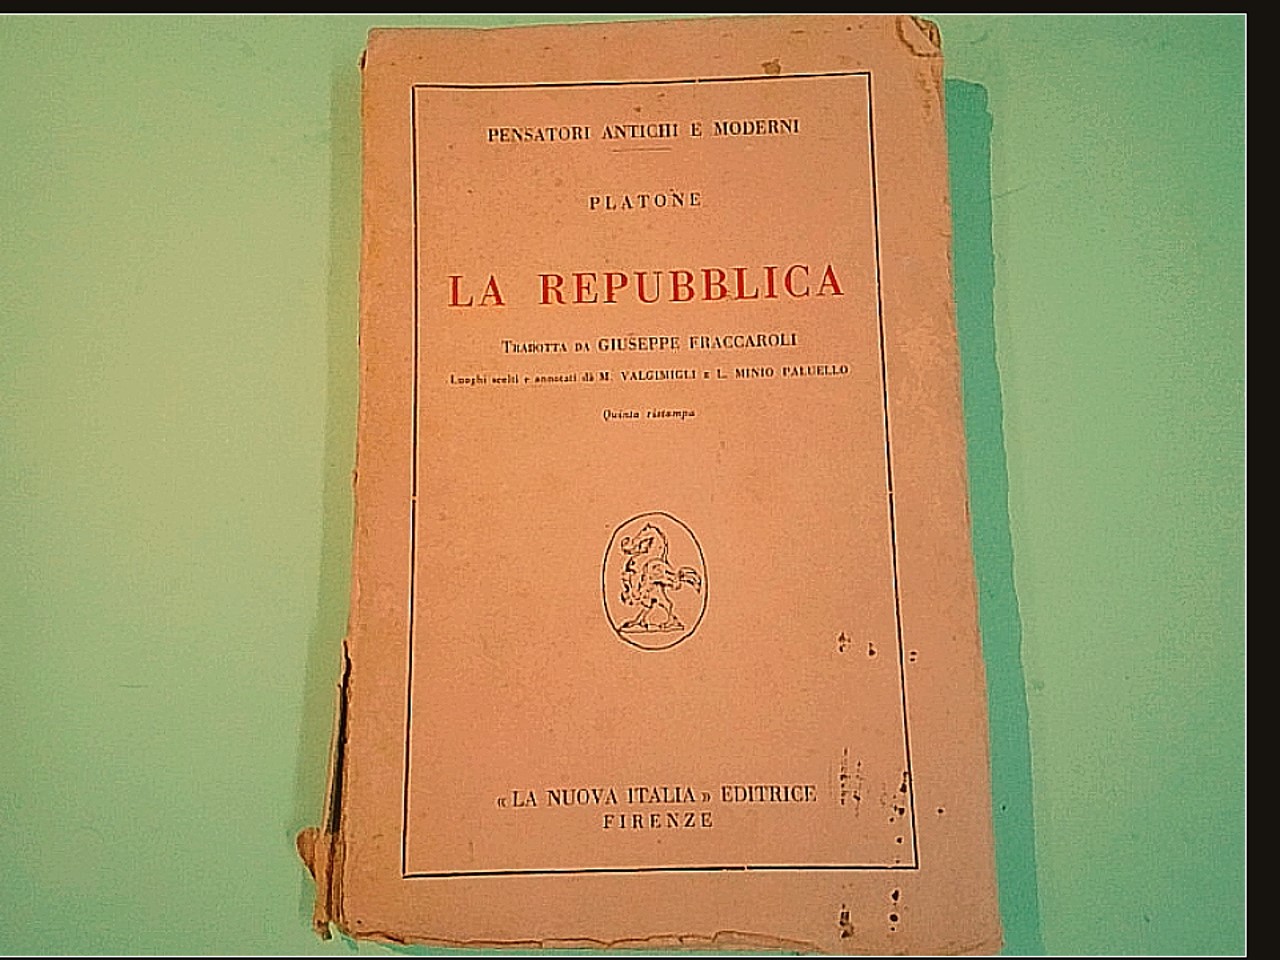 PENSATORI ANTICHI E MODERNI
PLATONE
LA REPUBBLICA
TRADOTTA DA GIUSEPPE FRACCAROLI
Luoghi scelti e annotati da M. VALGIMIGLI E L. MINIO PALUELLO
Quinta ristampa
« LA NUOVA ITALIA » EDITRICE
FIRENZE